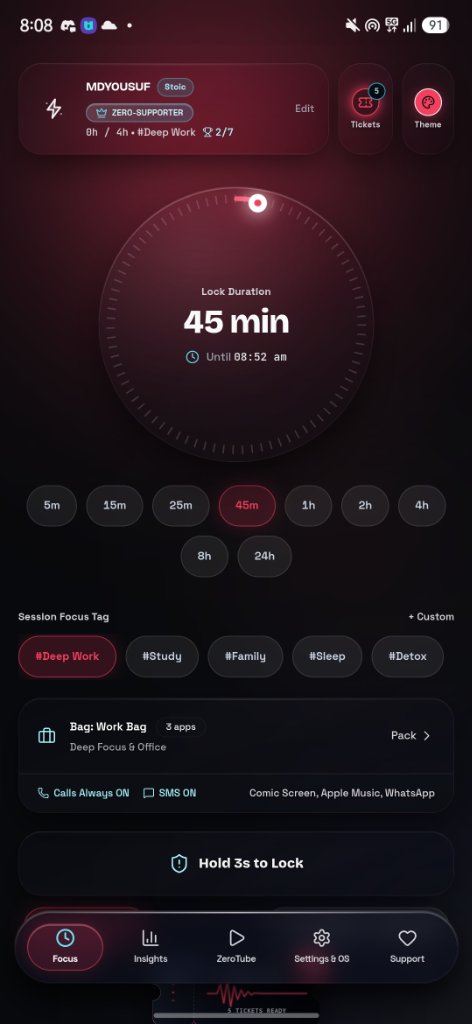 8:08
5G
91
MDYOUSUF Stoic
ZERO-SUPPORTER
0h / 4h • #Deep Work 2/7
Edit
5
Tickets
Theme
Lock Duration
45 min
Until 08:52 am
5m 15m 25m 45m 1h 2h 4h
8h 24h
Session Focus Tag + Custom
#Deep Work #Study #Family #Sleep #Detox
Bag: Work Bag 3 apps
Deep Focus & Office
Pack
Calls Always ON SMS ON Comic Screen, Apple Music, WhatsApp
Hold 3s to Lock
Focus Insights ZeroTube Settings & OS Support
5 TICKETS READY